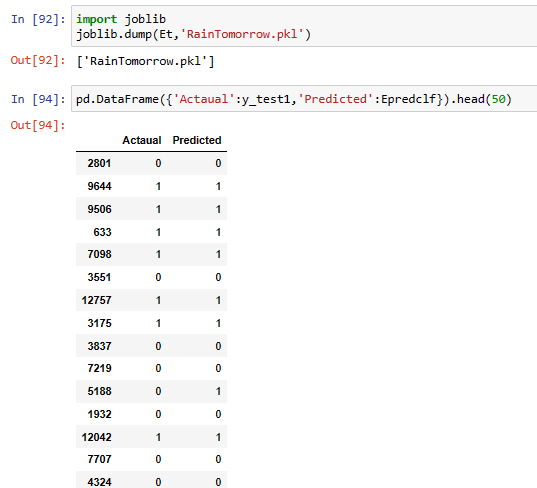 In [92]: import joblib
joblib.dump(Et,'RainTomorrow.pkl')
Out[92]: ['RainTomorrow.pkl']
In [94]: pd.DataFrame({'Actaual':y_test1,'Predicted':Epredclf}).head(50)
Out[94]:
Actaual Predicted
2801 0 0
9644 1 1
9506 1 1
633 1 1
7098 1 1
3551 0 0
12757 1 1
3175 1 1
3837 0 0
7219 0 0
5188 0 1
1932 0 0
12042 1 1
7707 0 0
4324 0 0